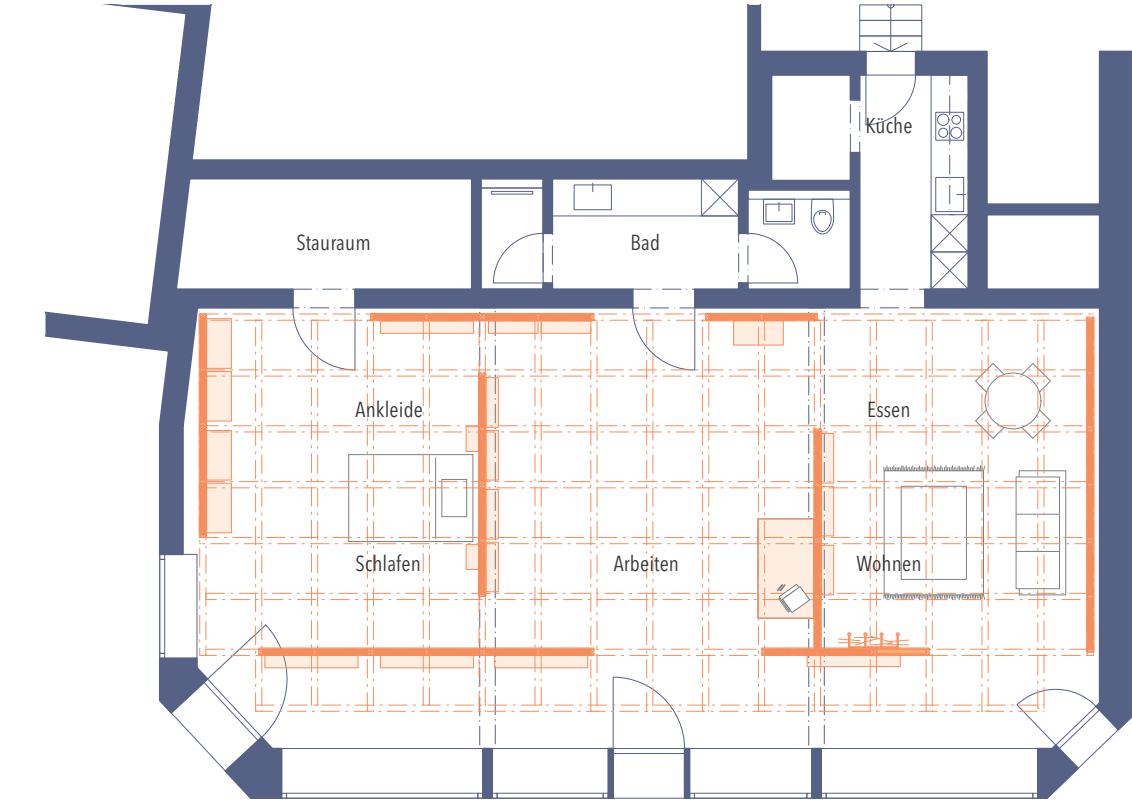 Küche
Stauraum
Bad
Ankleide
Essen
Schlafen
Arbeiten
Wohnen